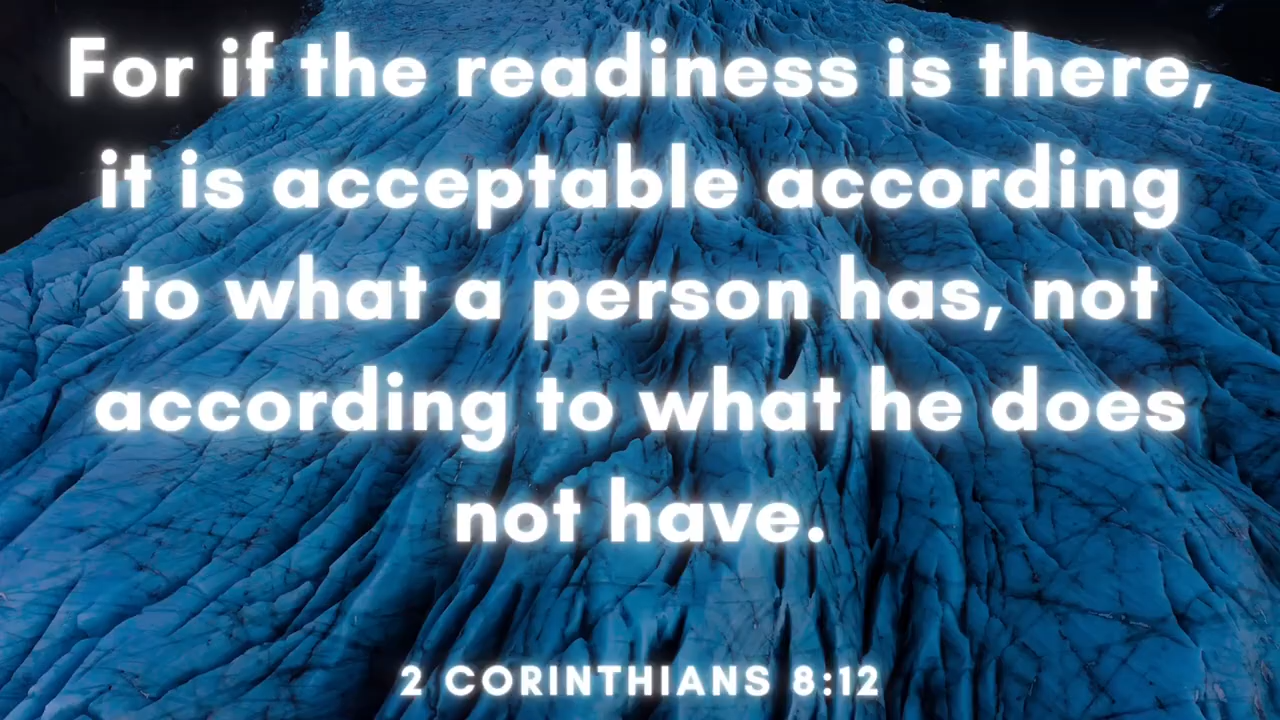 For if the readiness is there,
it is acceptable according
to what a person has, not
according to what he does
not have.
2 CORINTHIANS 8:12